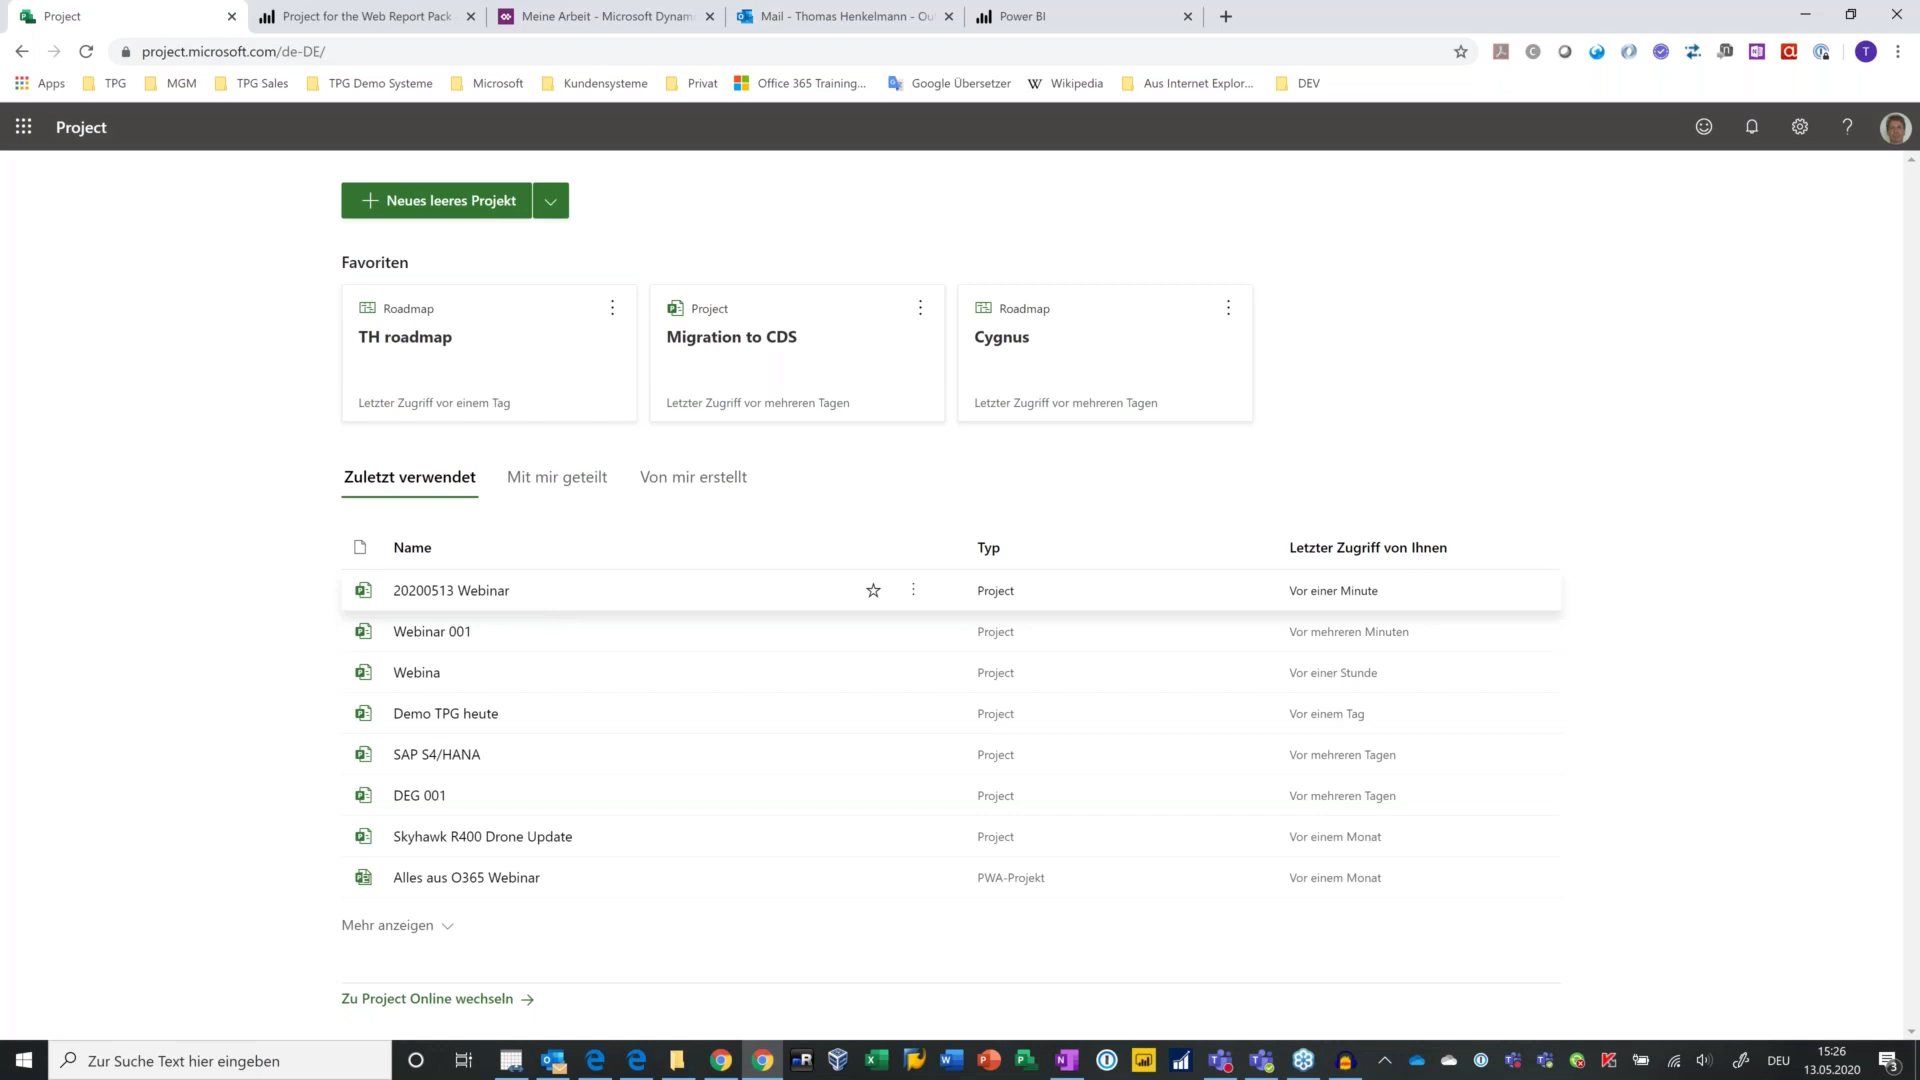 Project
Project for the Web Report Pack
Meine Arbeit - Microsoft Dynam
Mail - Thomas Henkelmann - Ou
Power BI
project.microsoft.com/de-DE/
T
Apps TPG MGM TPG Sales TPG Demo Systeme Microsoft Kundensysteme Privat Office 365 Training... Google Übersetzer Wikipedia Aus Internet Explor... DEV
Project
Neues leeres Projekt
Favoriten
Roadmap
TH roadmap
Letzter Zugriff vor einem Tag
Project
Migration to CDS
Letzter Zugriff vor mehreren Tagen
Roadmap
Cygnus
Letzter Zugriff vor mehreren Tagen
Zuletzt verwendet Mit mir geteilt Von mir erstellt
Name Typ Letzter Zugriff von Ihnen
20200513 Webinar Project Vor einer Minute
Webinar 001 Project Vor mehreren Minuten
Webina Project Vor einer Stunde
Demo TPG heute Project Vor einem Tag
SAP S4/HANA Project Vor mehreren Tagen
DEG 001 Project Vor mehreren Tagen
Skyhawk R400 Drone Update Project Vor einem Monat
Alles aus O365 Webinar PWA-Projekt Vor einem Monat
Mehr anzeigen
Zu Project Online wechseln
Zur Suche Text hier eingeben
DEU
15:26
13.05.2020
3